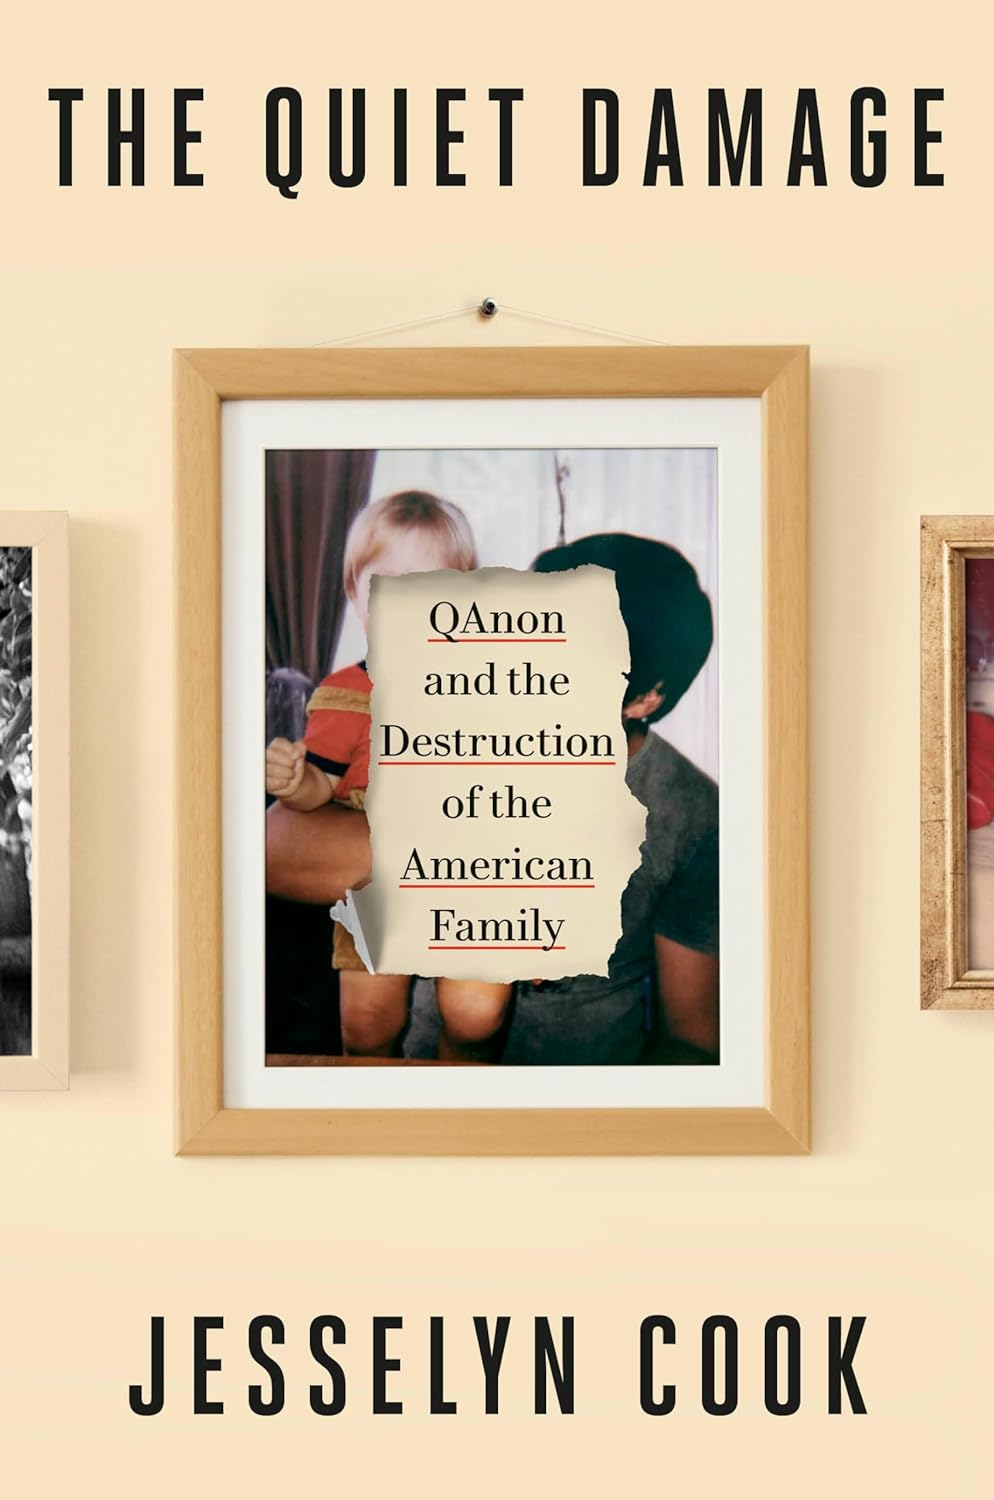 THE QUIET DAMAGE
QAnon
and the
Destruction
of the
American
Family
JESSELYN COOK